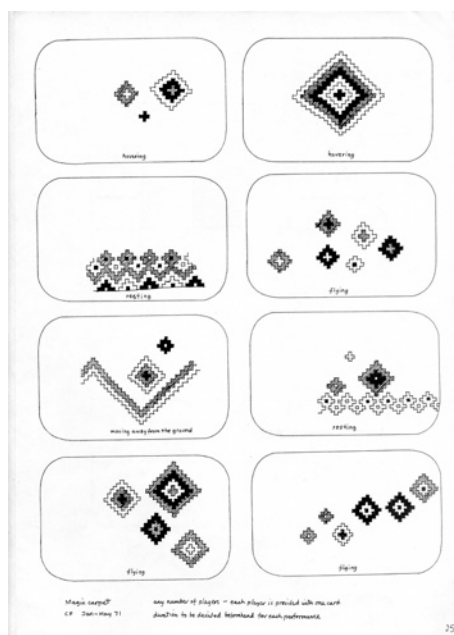 hovering
hovering
resting
flying
moving away the ground
resting
flying
flying
Magic carpet any number of players – each player is provided with one card
71 duration to be decided beforehand for each performance
25